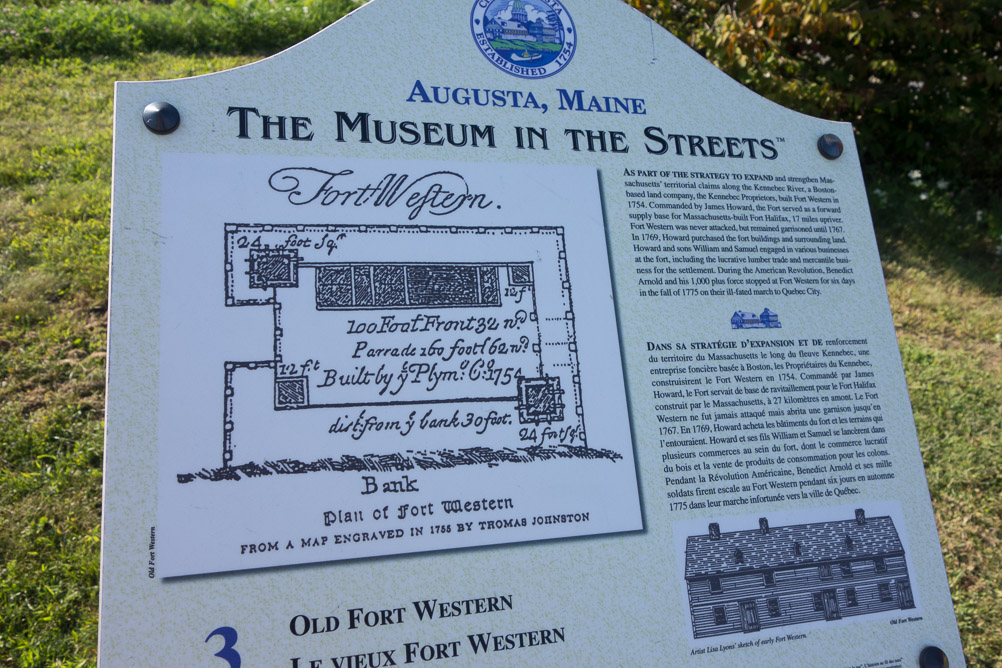 ESTABLISHED 1754
AUGUSTA, MAINE
THE MUSEUM IN THE STREETS™
Fort Western.
24 foot Sqr
12 f
100 Foot Front 32 wd
Parrade 160 foot 62 wd
12 ft
Built by ye Plymo Co 1754
dist from ye bank 30 foot.
24 foot Sqr
Bank
Plan of Fort Western
FROM A MAP ENGRAVED IN 1755 BY THOMAS JOHNSTON
Old Fort Western
AS PART OF THE STRATEGY TO EXPAND and strengthen Mas-
sachusetts' territorial claims along the Kennebec River, a Boston-
based land company, the Kennebec Proprietors, built Fort Western in
1754. Commanded by James Howard, the Fort served as a forward
supply base for Massachusetts-built Fort Halifax, 17 miles upriver.
Fort Western was never attacked, but remained garrisoned until 1767.
In 1769, Howard purchased the fort buildings and surrounding land.
Howard and sons William and Samuel engaged in various businesses
at the fort, including the lucrative lumber trade and mercantile busi-
ness for the settlement. During the American Revolution, Benedict
Arnold and his 1,000 plus force stopped at Fort Western for six days
in the fall of 1775 on their ill-fated march to Quebec City.
DANS SA STRATÉGIE D'EXPANSION ET DE renforcement
du territoire du Massachusetts le long du fleuve Kennebec, une
entreprise foncière basée à Boston, les Propriétaires du Kennebec,
construisirent le Fort Western en 1754. Commandé par James
Howard, le Fort servait de base de ravitaillement pour le Fort Halifax
construit par le Massachusetts, à 27 kilomètres en amont. Le Fort
Western ne fut jamais attaqué mais abrita une garnison jusqu'en
1767. En 1769, Howard acheta les bâtiments du fort et les terrains qui
l'entouraient. Howard et ses fils William et Samuel se lancèrent dans
plusieurs commerces au sein du fort, dont le commerce lucratif
du bois et la vente de produits de consommation pour les colons.
Pendant la Révolution Américaine, Benedict Arnold et ses mille
soldats firent escale au Fort Western pendant six jours en automne
1775 dans leur marche infortunée vers la ville de Québec.
Old Fort Western
Artist Lisa Lyons' sketch of early Fort Western.
3
OLD FORT WESTERN
LE VIEUX FORT WESTERN